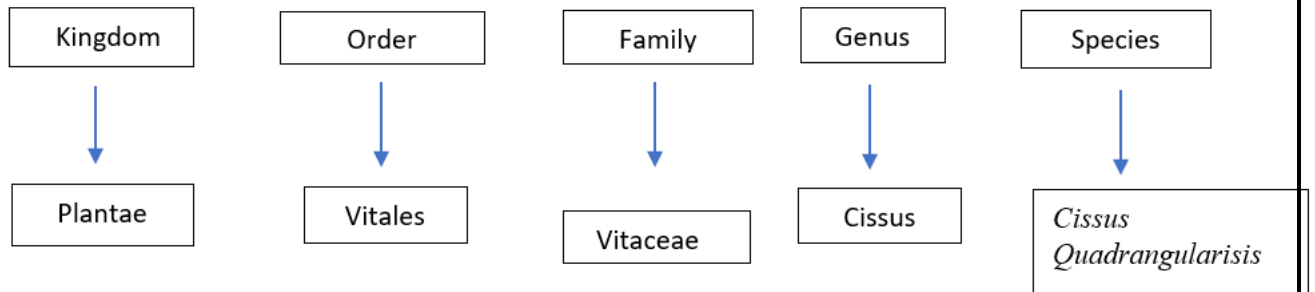 Kingdom Order Family Genus Species
Plantae Vitales Vitaceae Cissus Cissus
Quadrangularisis